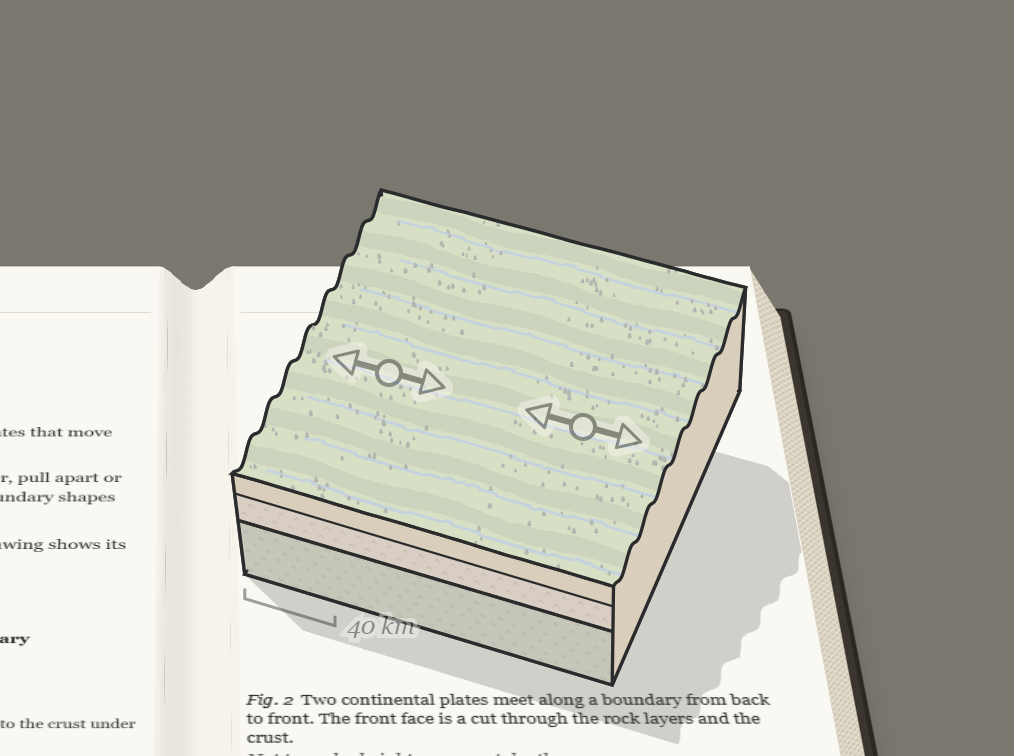 tes that move
r, pull apart or
undary shapes
wing shows its
ary
to the crust under
40 km
Fig. 2 Two continental plates meet along a boundary from back
to front. The front face is a cut through the rock layers and the
crust.